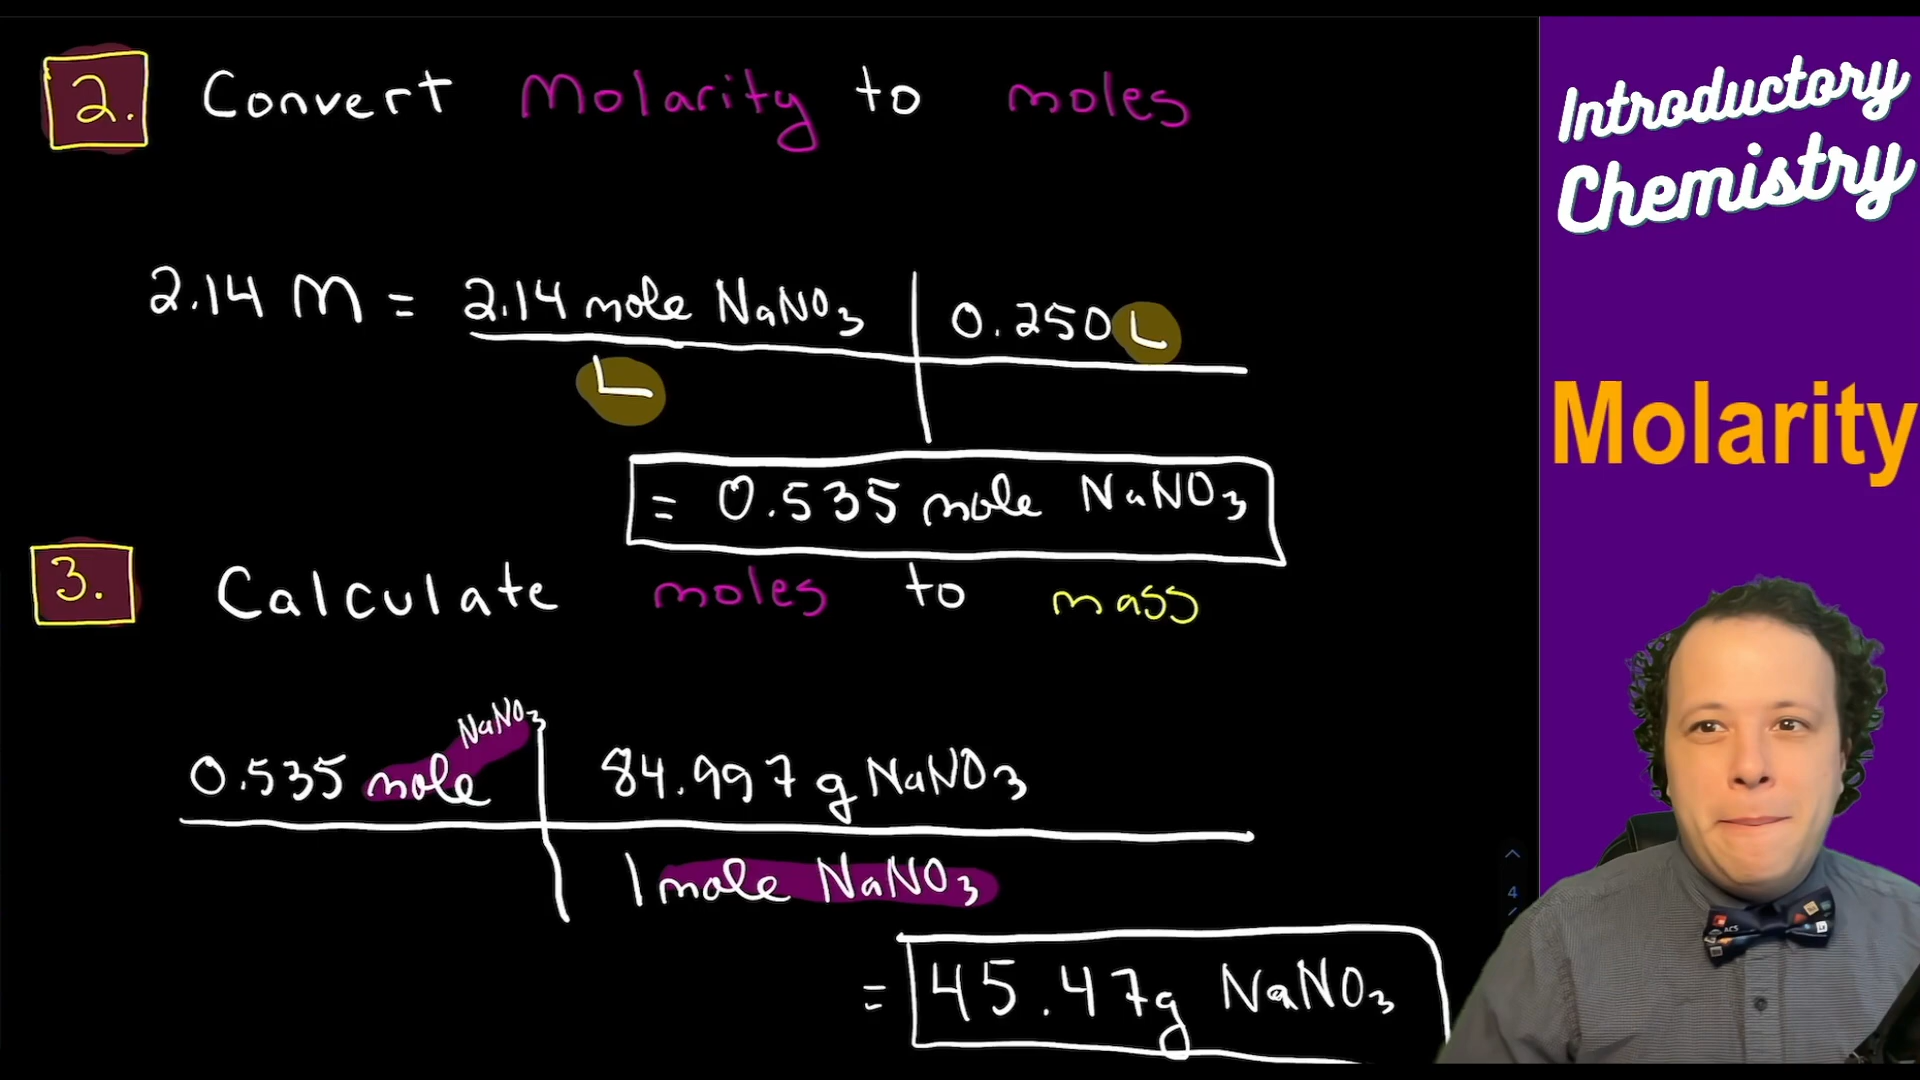 2. Convert Molarity to moles
2.14 M = 2.14 mole NaNO3 | 0.250 L
L
= 0.535 mole NaNO3
3. Calculate moles to mass
0.535 mole NaNO3 | 84.997 g NaNO3
1 mole NaNO3
= 45.47g NaNO3
Introductory
Chemistry
Molarity
4
ACS